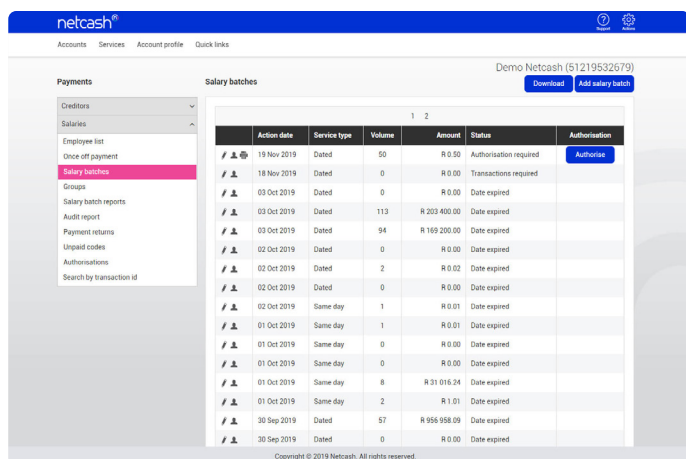 netcash®
Support Actions
Accounts Services Account profile Quick links
Demo Netcash (51219532679)
Payments
Salary batches
Download Add salary batch
Creditors
Salaries
Employee list
Once off payment
Salary batches
Groups
Salary batch reports
Audit report
Payment returns
Unpaid codes
Authorisations
Search by transaction id
1 2
Action date Service type Volume Amount Status Authorisation
19 Nov 2019 Dated 50 R 0.50 Authorisation required Authorise
18 Nov 2019 Dated 0 R 0.00 Transactions required
03 Oct 2019 Dated 0 R 0.00 Date expired
03 Oct 2019 Dated 113 R 203 400.00 Date expired
03 Oct 2019 Dated 94 R 169 200.00 Date expired
02 Oct 2019 Dated 0 R 0.00 Date expired
02 Oct 2019 Dated 2 R 0.02 Date expired
02 Oct 2019 Dated 0 R 0.00 Date expired
02 Oct 2019 Same day 1 R 0.01 Date expired
01 Oct 2019 Same day 1 R 0.01 Date expired
01 Oct 2019 Same day 0 R 0.00 Date expired
01 Oct 2019 Same day 0 R 0.00 Date expired
01 Oct 2019 Same day 8 R 31 016.24 Date expired
01 Oct 2019 Same day 2 R 1.01 Date expired
30 Sep 2019 Dated 57 R 956 958.09 Date expired
30 Sep 2019 Dated 0 R 0.00 Date expired
Copyright © 2019 Netcash. All rights reserved.